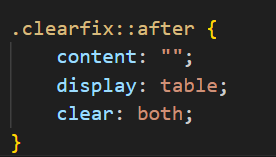 .clearfix::after {
    content: "";
    display: table;
    clear: both;
}